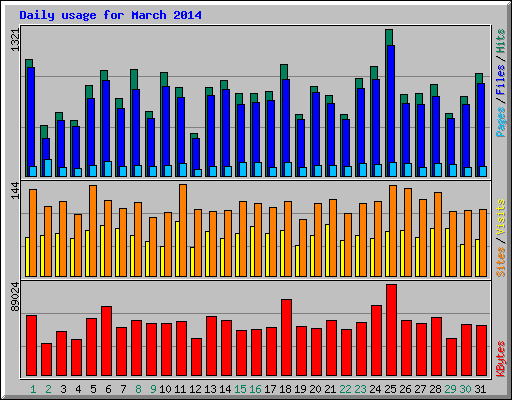 Daily usage for March 2014
1321
Pages / Files / Hits
144
Sites / Visits
89024
KBytes
1 2 3 4 5 6 7 8 9 10 11 12 13 14 15 16 17 18 19 20 21 22 23 24 25 26 27 28 29 30 31